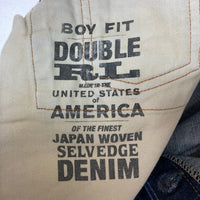 BOY FIT
DOUBLE
RL
MADE IN THE
UNITED STATES
of
AMERICA
OF THE FINEST
JAPAN WOVEN
SELVEDGE
DENIM